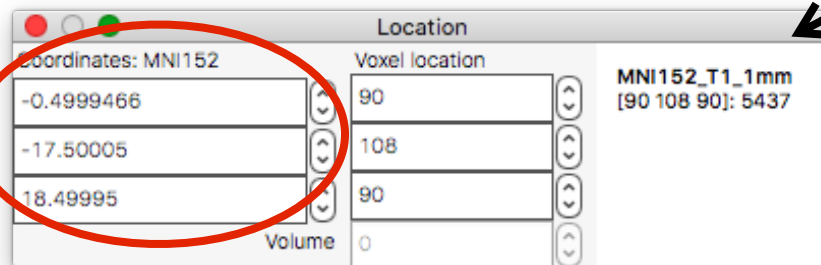 Location
Coordinates: MNI152
Voxel location
-0.4999466
90
-17.50005
108
18.49995
90
Volume
0
MNI152_T1_1mm
[90 108 90]: 5437